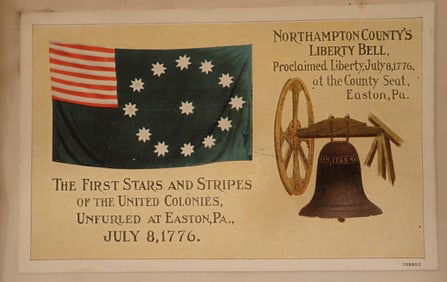 NORTHAMPTON COUNTY'S
LIBERTY BELL,
Proclaimed Liberty, July 8, 1776,
at the County Seat,
Easton, Pa.
THE FIRST STARS AND STRIPES
OF THE UNITED COLONIES,
UNFURLED AT EASTON, PA.,
JULY 8, 1776.